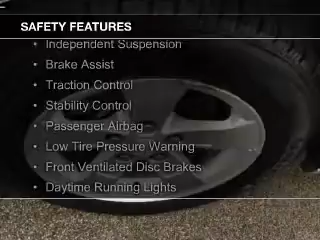 SAFETY FEATURES
• Independent Suspension
• Brake Assist
• Traction Control
• Stability Control
• Passenger Airbag
• Low Tire Pressure Warning
• Front Ventilated Disc Brakes
• Daytime Running Lights